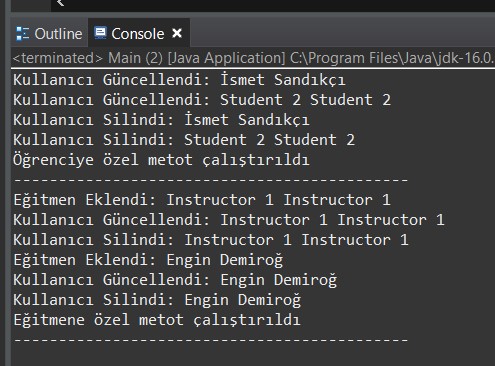 Outline Console
<terminated> Main (2) [Java Application] C:\Program Files\Java\jdk-16.0.
Kullanıcı Güncellendi: İsmet Sandıkçı
Kullanıcı Güncellendi: Student 2 Student 2
Kullanıcı Silindi: İsmet Sandıkçı
Kullanıcı Silindi: Student 2 Student 2
Öğrenciye özel metot çalıştırıldı
--------------------------------------------
Eğitmen Eklendi: Instructor 1 Instructor 1
Kullanıcı Güncellendi: Instructor 1 Instructor 1
Kullanıcı Silindi: Instructor 1 Instructor 1
Eğitmen Eklendi: Engin Demiroğ
Kullanıcı Güncellendi: Engin Demiroğ
Kullanıcı Silindi: Engin Demiroğ
Eğitmene özel metot çalıştırıldı
--------------------------------------------